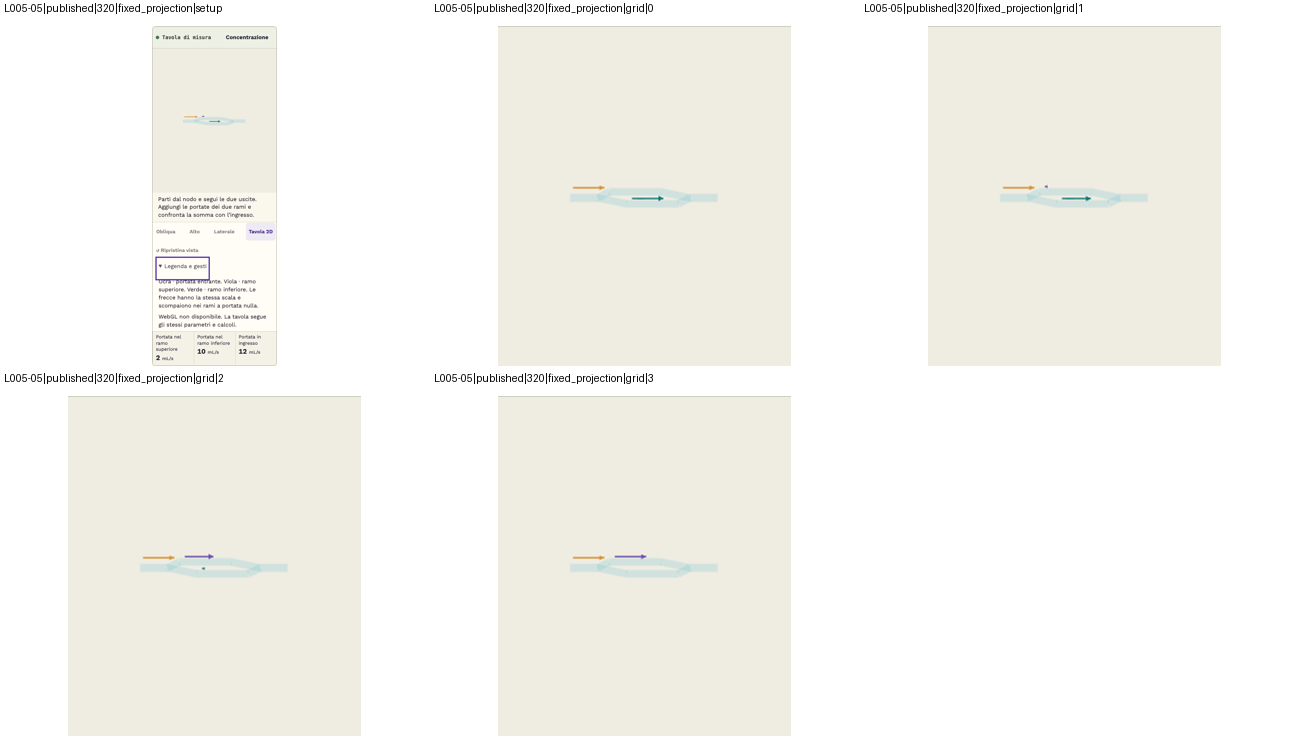 L005-05|published|320|fixed_projection|setup
L005-05|published|320|fixed_projection|grid|0
L005-05|published|320|fixed_projection|grid|1
Tavola di misura
Concentrazione
Parti dal nodo e segui le due uscite.
Aggiungi le portate dei due rami e
confronta la somma con l'ingresso.
Obliqua Alto Laterale Tavola 2D
↺ Ripristina vista
▾ Legenda e gesti
Ocra · portata entrante. Viola · ramo
superiore. Verde · ramo inferiore. Le
frecce hanno la stessa scala e
scompaiono nei rami a portata nulla.
WebGL non disponibile. La tavola segue
gli stessi parametri e calcoli.
Portata nel
ramo
superiore
2 mL/s
Portata nel
ramo inferiore
10 mL/s
Portata in
ingresso
12 mL/s
L005-05|published|320|fixed_projection|grid|2
L005-05|published|320|fixed_projection|grid|3